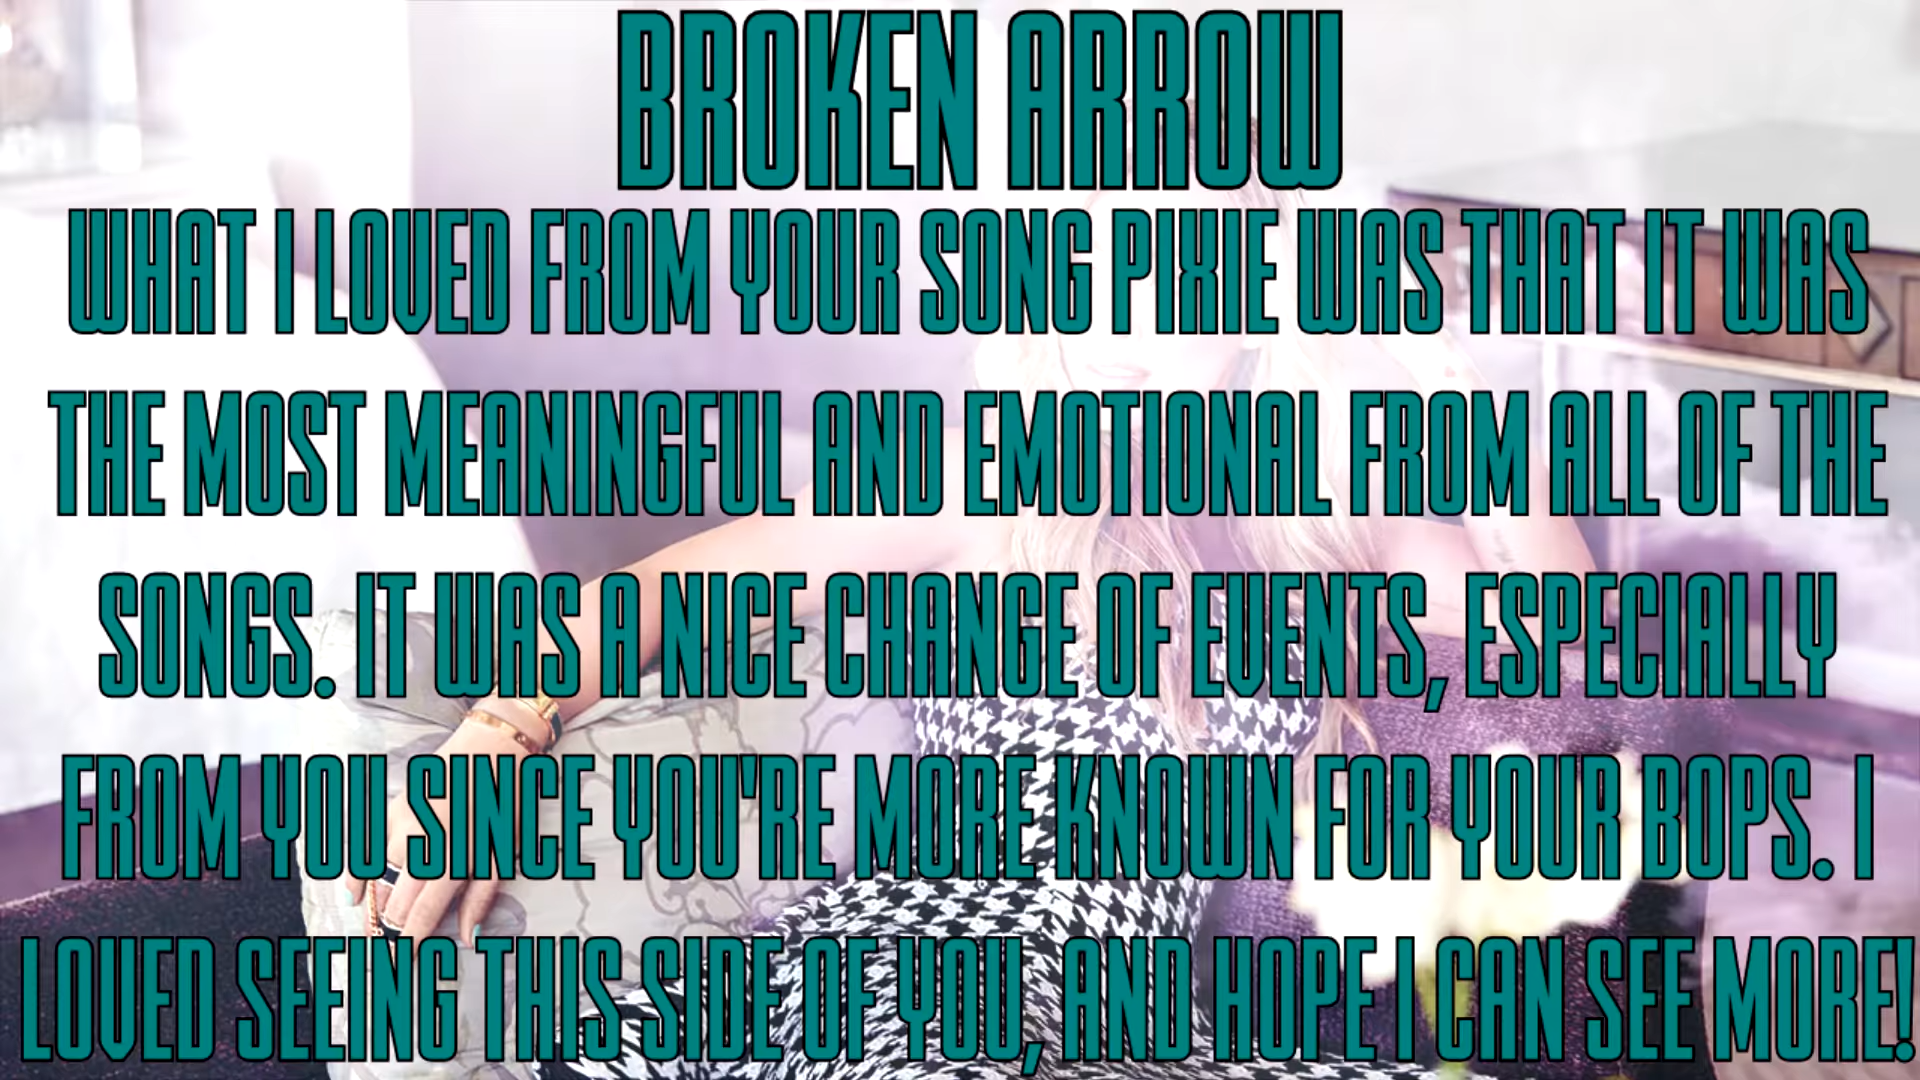 BROKEN ARROW
WHAT I LOVED FROM YOUR SONG PIXIE WAS THAT IT WAS
THE MOST MEANINGFUL AND EMOTIONAL FROM ALL OF THE
SONGS. IT WAS A NICE CHANGE OF EVENTS, ESPECIALLY
FROM YOU SINCE YOU'RE MORE KNOWN FOR YOUR BOPS. I
LOVED SEEING THIS SIDE OF YOU, AND HOPE I CAN SEE MORE!